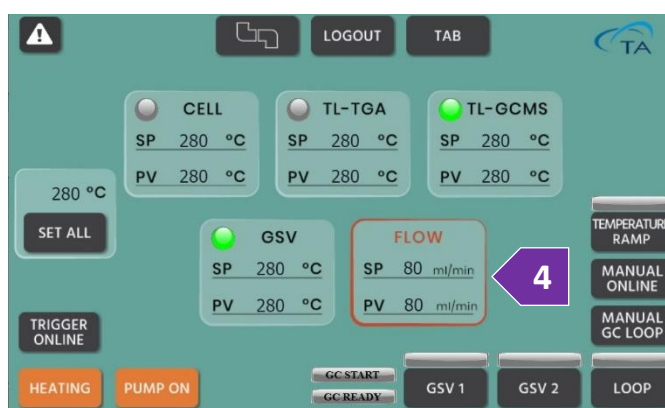 LOGOUT
TAB
TA
CELL
SP 280 °C
PV 280 °C
TL-TGA
SP 280 °C
PV 280 °C
TL-GCMS
SP 280 °C
PV 280 °C
280 °C
SET ALL
GSV
SP 280 °C
PV 280 °C
FLOW
SP 80 ml/min
PV 80 ml/min
4
TEMPERATURE
RAMP
MANUAL
ONLINE
MANUAL
GC LOOP
TRIGGER
ONLINE
HEATING
PUMP ON
GC START
GC READY
GSV 1
GSV 2
LOOP